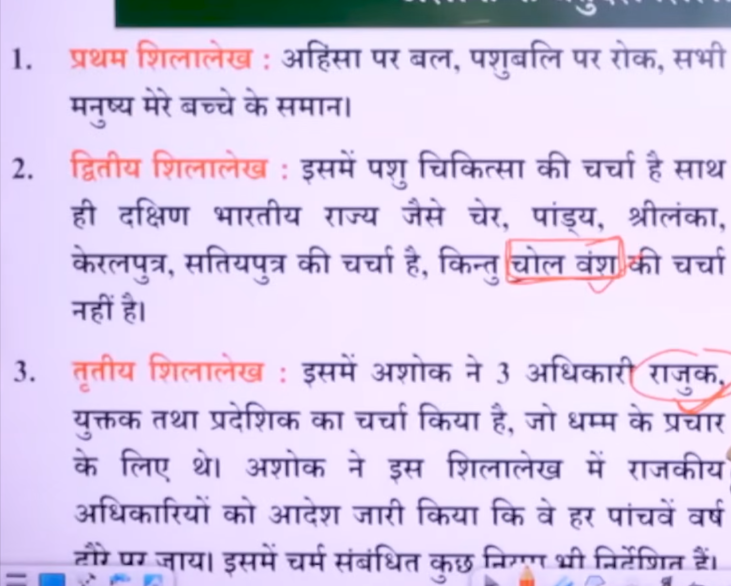 1. प्रथम शिलालेख : अहिंसा पर बल, पशुबलि पर रोक, सभी
मनुष्य मेरे बच्चे के समान।
2. द्वितीय शिलालेख : इसमें पशु चिकित्सा की चर्चा है साथ
ही दक्षिण भारतीय राज्य जैसे चेर, पांड्य, श्रीलंका,
केरलपुत्र, सतियपुत्र की चर्चा है, किन्तु चोल वंश की चर्चा
नहीं है।
3. तृतीय शिलालेख : इसमें अशोक ने 3 अधिकारी राजुक,
युक्तक तथा प्रदेशिक का चर्चा किया है, जो धम्म के प्रचार
के लिए थे। अशोक ने इस शिलालेख में राजकीय
अधिकारियों को आदेश जारी किया कि वे हर पांचवें वर्ष
दौरे पर जाय। इसमें चर्म संबंधित कुछ नियम भी निर्देशित हैं।